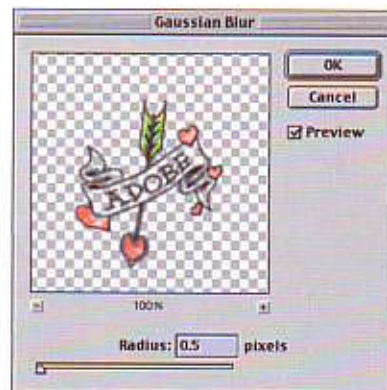 Gaussian Blur
OK
Cancel
Preview
ADOBE
100%
Radius: 0.5 pixels